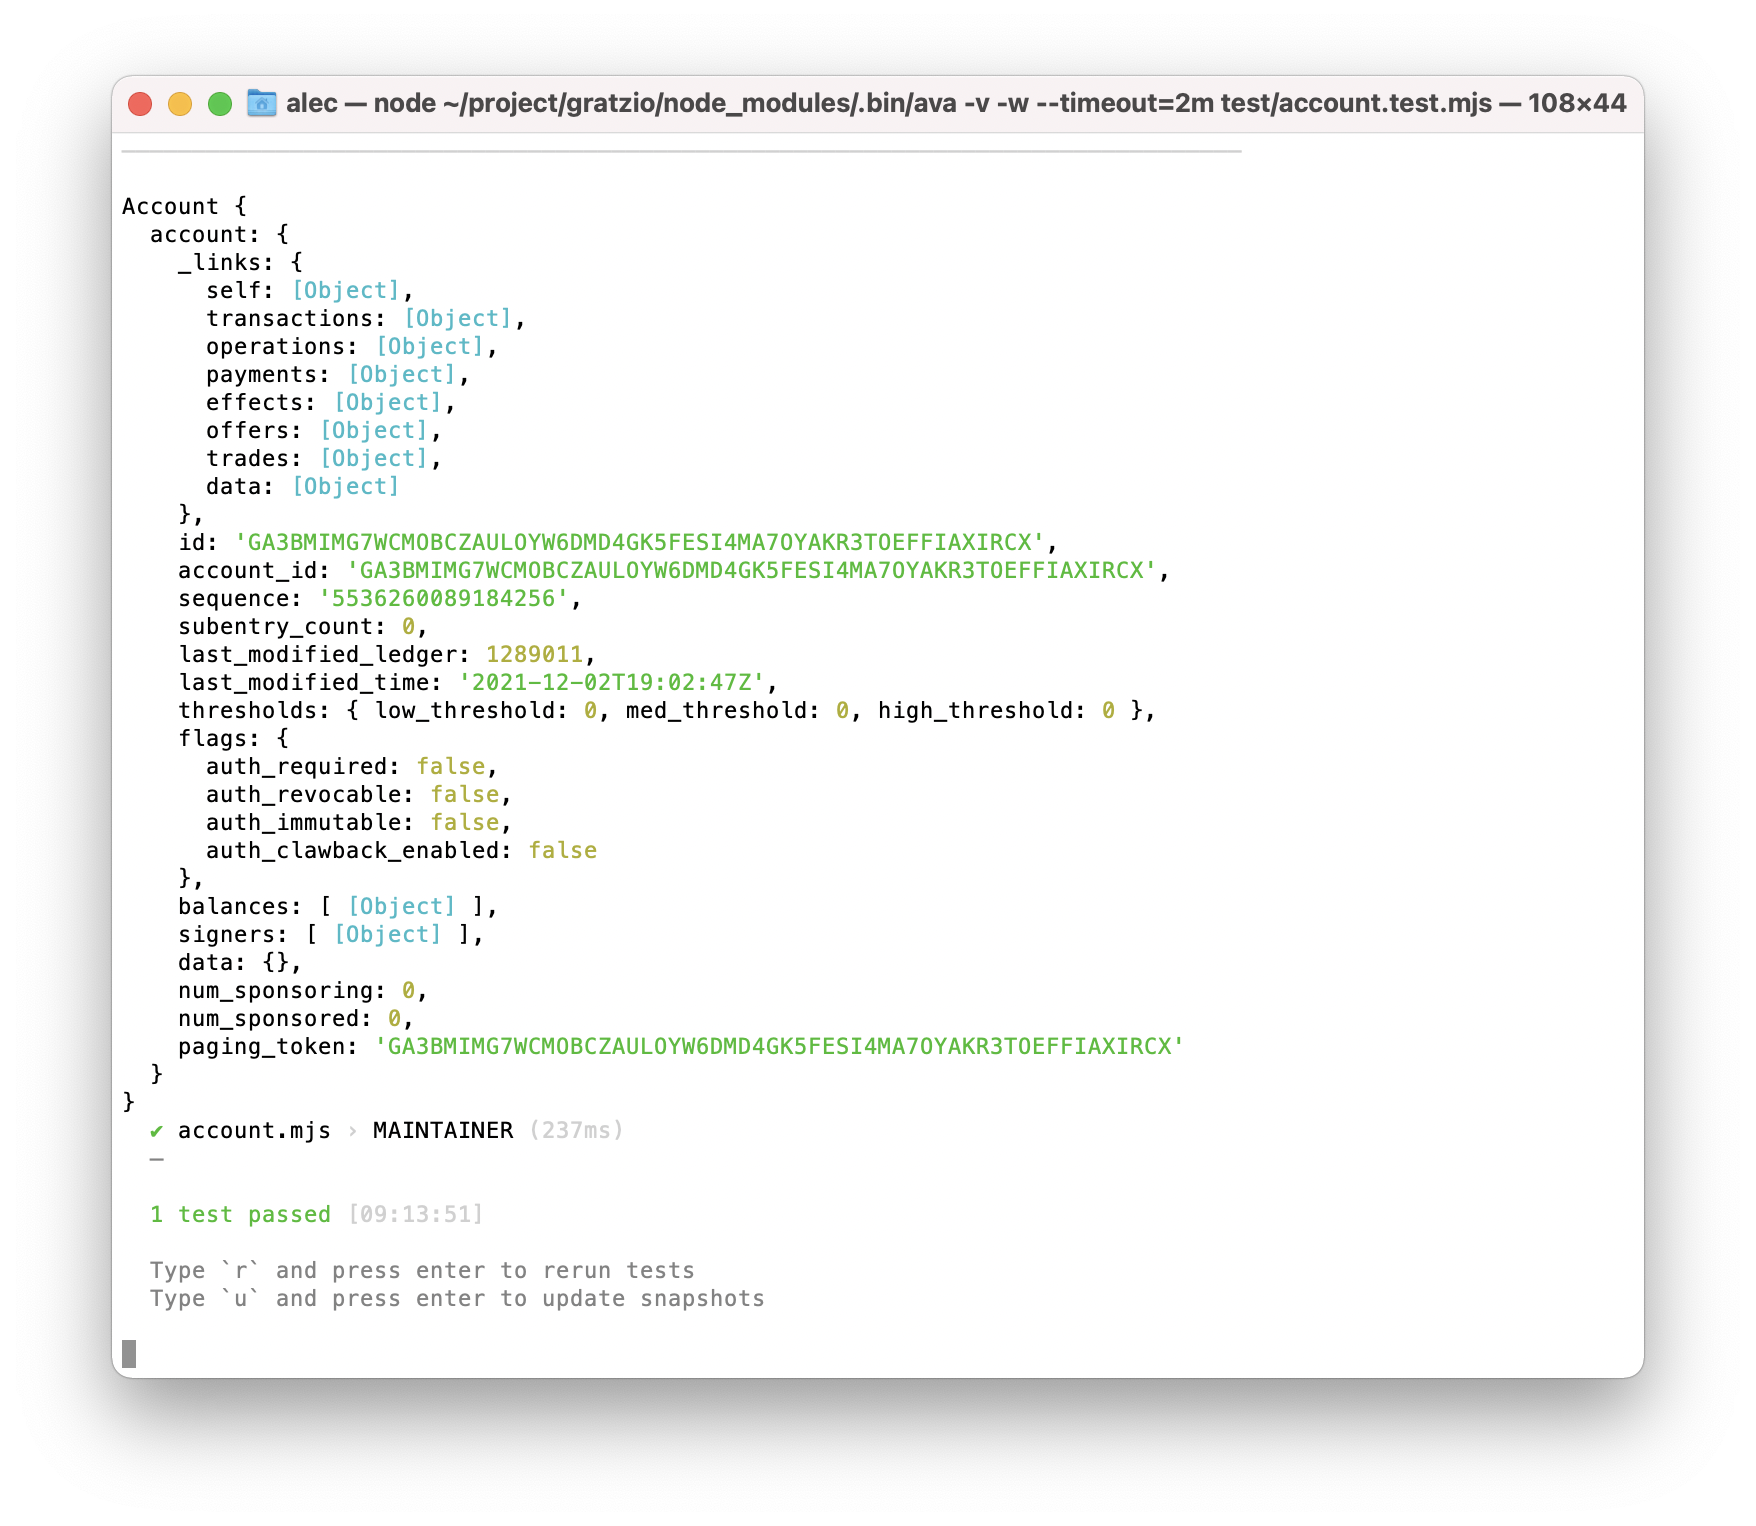 alec — node ~/project/gratzio/node_modules/.bin/ava -v -w --timeout=2m test/account.test.mjs — 108×44
Account {
  account: {
    _links: {
      self: [Object],
      transactions: [Object],
      operations: [Object],
      payments: [Object],
      effects: [Object],
      offers: [Object],
      trades: [Object],
      data: [Object]
    },
    id: 'GA3BMIMG7WCMOBCZAULOYW6DMD4GK5FESI4MA7OYAKR3TOEFFIAXIRCX',
    account_id: 'GA3BMIMG7WCMOBCZAULOYW6DMD4GK5FESI4MA7OYAKR3TOEFFIAXIRCX',
    sequence: '5536260089184256',
    subentry_count: 0,
    last_modified_ledger: 1289011,
    last_modified_time: '2021-12-02T19:02:47Z',
    thresholds: { low_threshold: 0, med_threshold: 0, high_threshold: 0 },
    flags: {
      auth_required: false,
      auth_revocable: false,
      auth_immutable: false,
      auth_clawback_enabled: false
    },
    balances: [ [Object] ],
    signers: [ [Object] ],
    data: {},
    num_sponsoring: 0,
    num_sponsored: 0,
    paging_token: 'GA3BMIMG7WCMOBCZAULOYW6DMD4GK5FESI4MA7OYAKR3TOEFFIAXIRCX'
  }
}
  ✔ account.mjs › MAINTAINER (237ms)
  ─
  1 test passed [09:13:51]
  Type `r` and press enter to rerun tests
  Type `u` and press enter to update snapshots